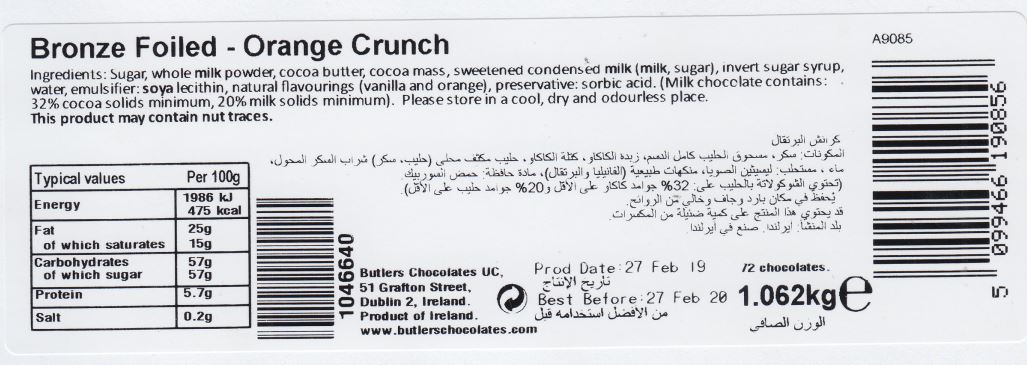 Bronze Foiled - Orange Crunch
A9085
Ingredients: Sugar, whole milk powder, cocoa butter, cocoa mass, sweetened condensed milk (milk, sugar), invert sugar syrup,
water, emulsifier: soya lecithin, natural flavourings (vanilla and orange), preservative: sorbic acid. (Milk chocolate contains:
32% cocoa solids minimum, 20% milk solids minimum). Please store in a cool, dry and odourless place.
This product may contain nut traces.
كرانش البرتقال
المكونات: سكر، مسحوق الحليب كامل الدسم، زبدة الكاكاو، كتلة الكاكاو، حليب مكثف محلى (حليب، سكر) شراب السكر المحول،
ماء، مستحلب: ليسيثين الصويا، منكهات طبيعية (الفانيليا والبرتقال)، مادة حافظة: حمض السوربيك.
(تحتوي الشوكولاتة بالحليب على: 32% جوامد كاكاو على الأقل و20% جوامد حليب على الأقل)
يُحفظ في مكان بارد وجاف وخالي من الروائح.
قد يحتوي هذا المنتج على كمية ضئيلة من المكسرات.
بلد المنشأ: ايرلندا. صنع في أيرلندا.
Typical values Per 100g
Energy 1986 kJ
475 kcal
Fat 25g
of which saturates 15g
Carbohydrates 57g
of which sugar 57g
Protein 5.7g
Salt 0.2g
1046640
Butlers Chocolates UC,
51 Grafton Street,
Dublin 2, Ireland.
Product of Ireland.
www.butlerschocolates.com
Prod Date:27 Feb 19
تاريخ الإنتاج
Best Before:27 Feb 20
من الافضل استخدامه قبل
72 chocolates.
1.062kg e
الوزن الصافي
5 099466 190856